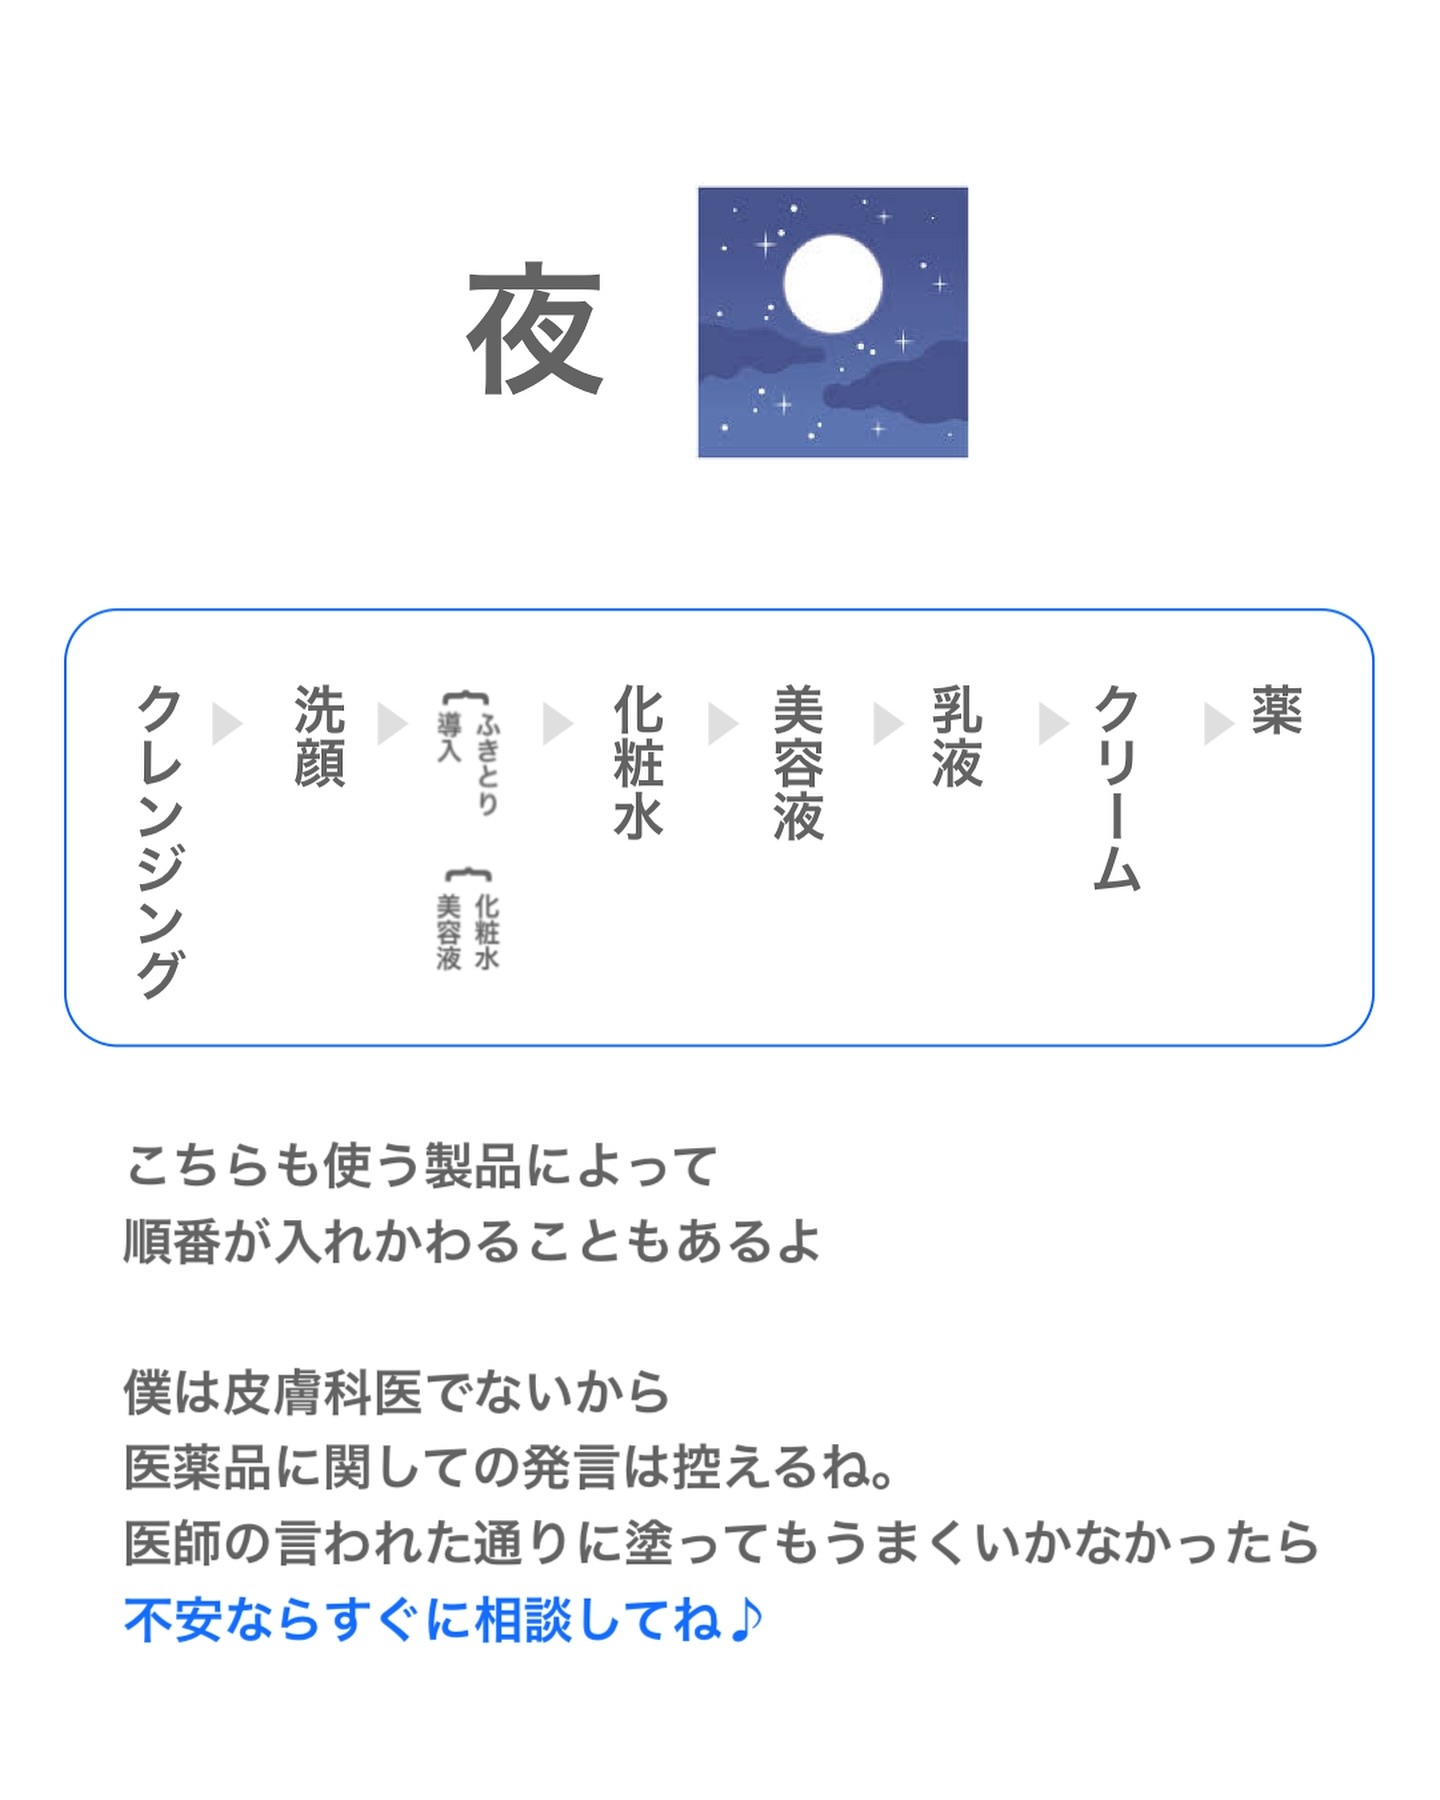 夜
クレンジング
洗顔
ふきとり
導入
化粧水
美容液
化粧水
美容液
乳液
クリーム
薬
こちらも使う製品によって
順番が入れかわることもあるよ
僕は皮膚科医でないから
医薬品に関しての発言は控えるね。
医師の言われた通りに塗ってもうまくいかなかったら
不安ならすぐに相談してね♪